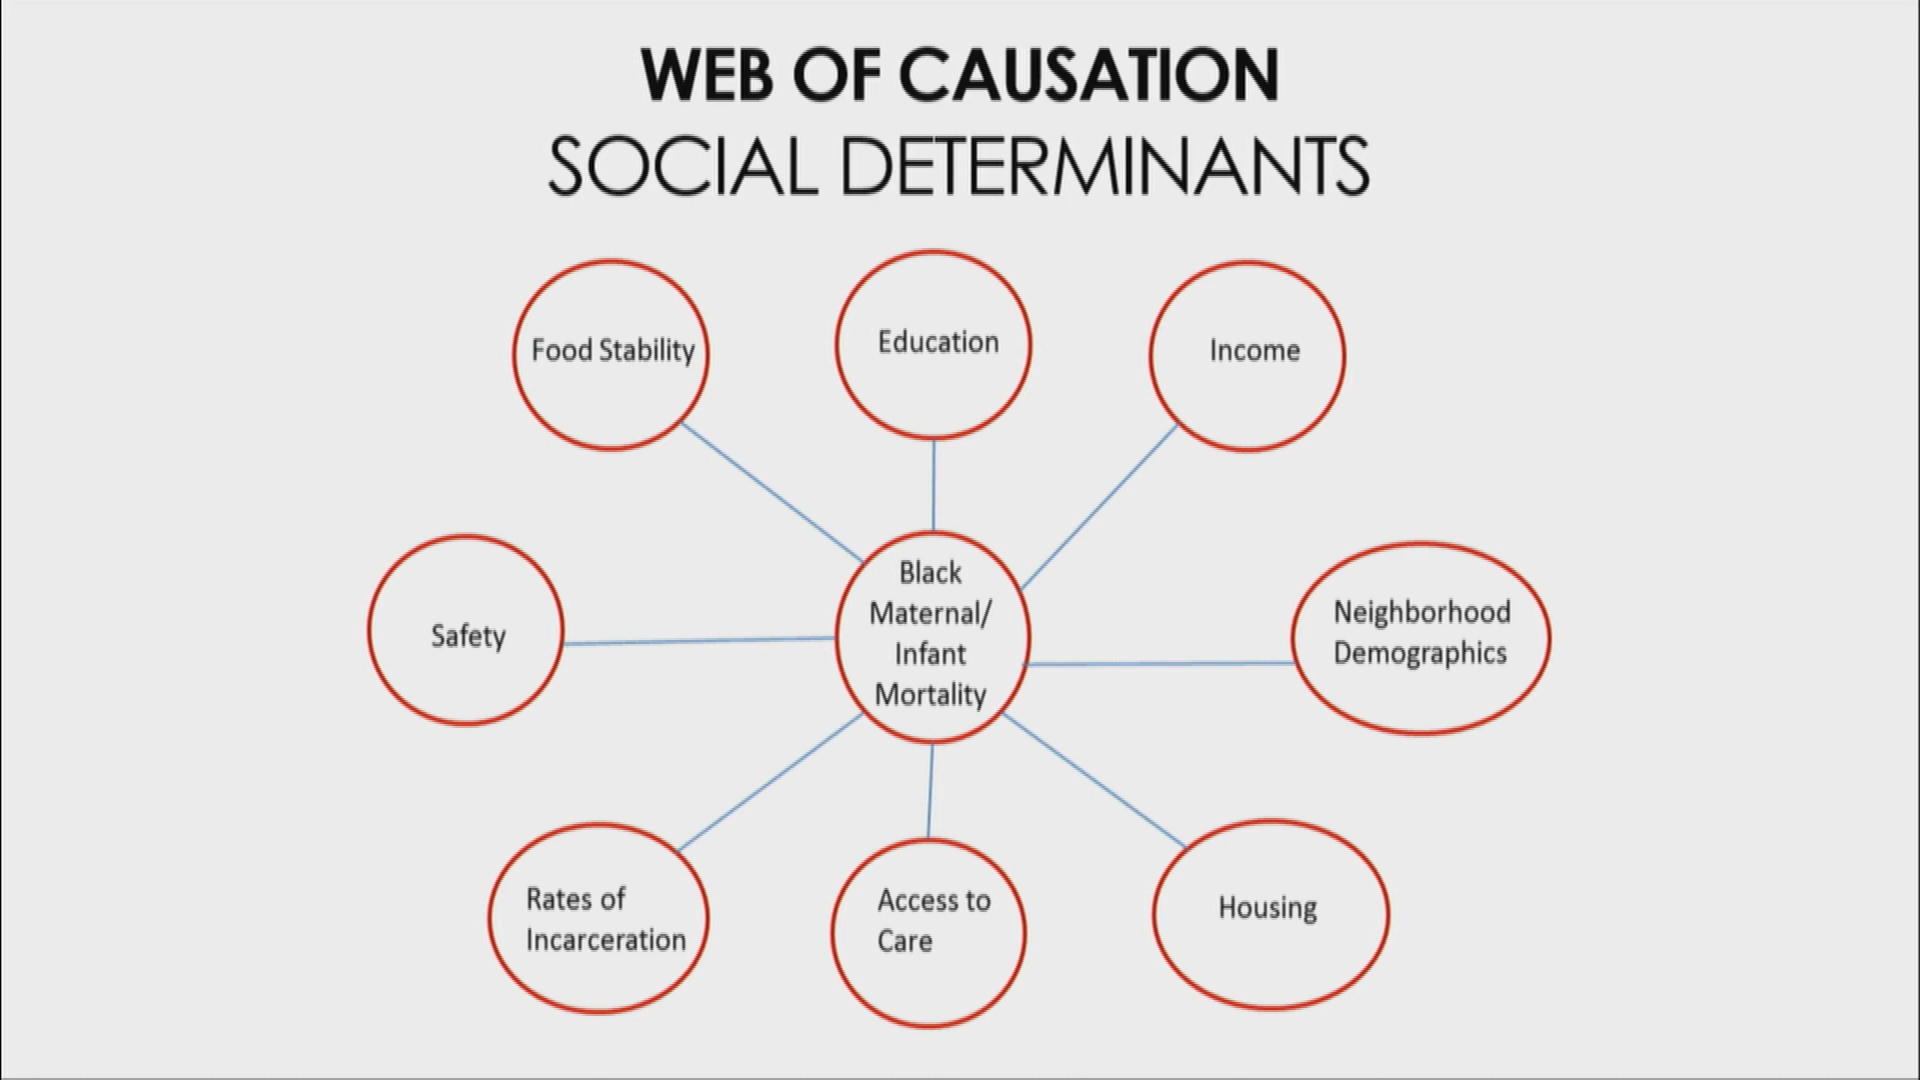 WEB OF CAUSATION
SOCIAL DETERMINANTS
Food Stability
Education
Income
Safety
Black
Maternal/
Infant
Mortality
Neighborhood
Demographics
Rates of
Incarceration
Access to
Care
Housing